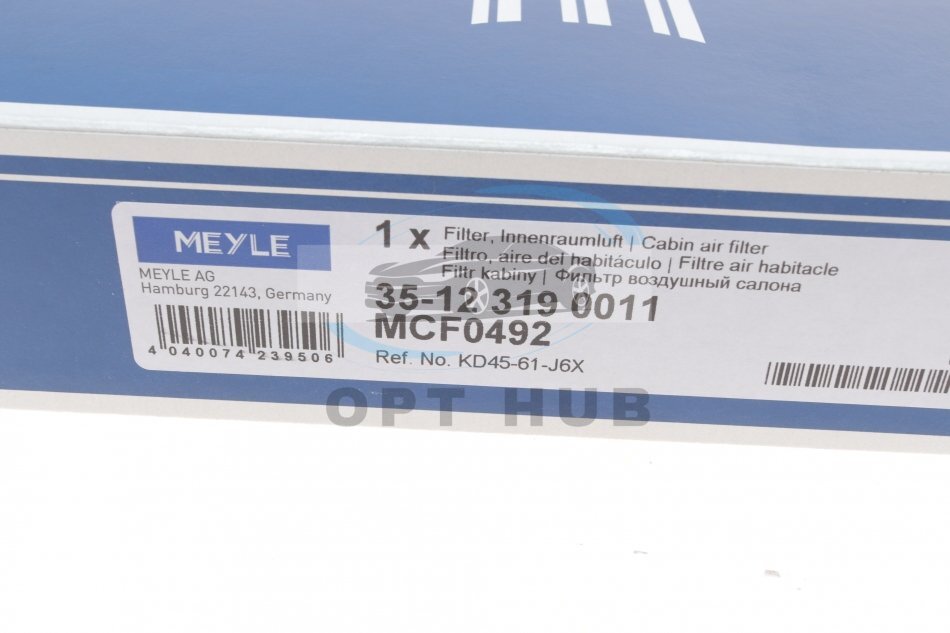 MEYLE
MEYLE AG
Hamburg 22143, Germany
4 040074 239506
1 x Filter, Innenraumluft | Cabin air filter
Filtro, aire del habitáculo | Filtre air habitacle
Filtr kabiny | Фильтр воздушный салона
35-12 319 0011
MCF0492
Ref. No. KD45-61-J6X
OPT HUB